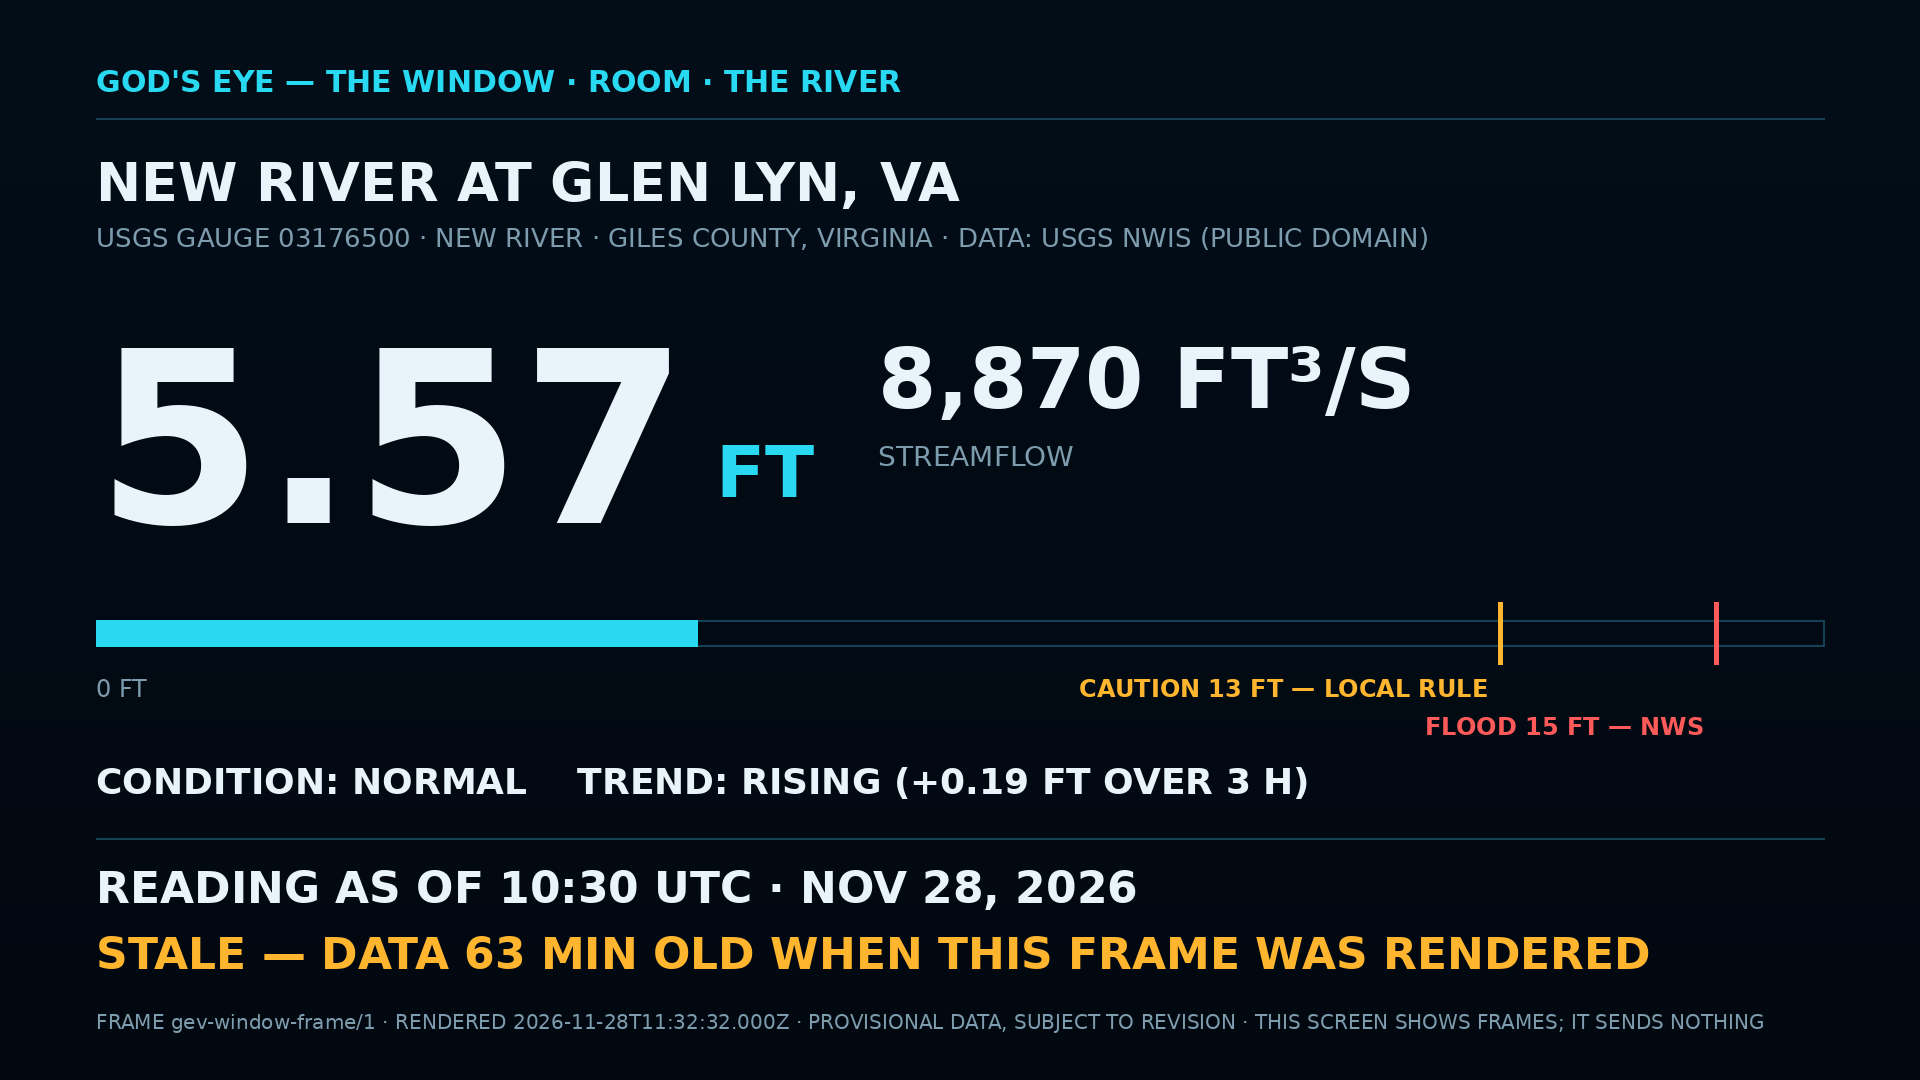 GOD'S EYE — THE WINDOW · ROOM · THE RIVER
NEW RIVER AT GLEN LYN, VA
USGS GAUGE 03176500 · NEW RIVER · GILES COUNTY, VIRGINIA · DATA: USGS NWIS (PUBLIC DOMAIN)
5.57 FT
8,870 FT³/S
STREAMFLOW
0 FT
CAUTION 13 FT — LOCAL RULE
FLOOD 15 FT — NWS
CONDITION: NORMAL TREND: RISING (+0.19 FT OVER 3 H)
READING AS OF 10:30 UTC · NOV 28, 2026
STALE — DATA 63 MIN OLD WHEN THIS FRAME WAS RENDERED
FRAME gev-window-frame/1 · RENDERED 2026-11-28T11:32:32.000Z · PROVISIONAL DATA, SUBJECT TO REVISION · THIS SCREEN SHOWS FRAMES; IT SENDS NOTHING